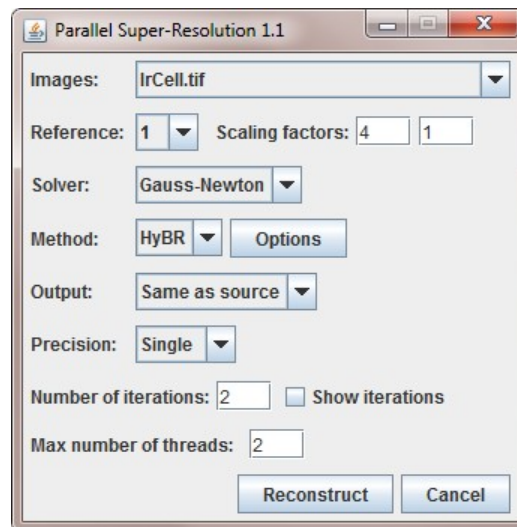 Parallel Super-Resolution 1.1
Images: lrCell.tif
Reference: 1 Scaling factors: 4 1
Solver: Gauss-Newton
Method: HyBR Options
Output: Same as source
Precision: Single
Number of iterations: 2 Show iterations
Max number of threads: 2
Reconstruct Cancel